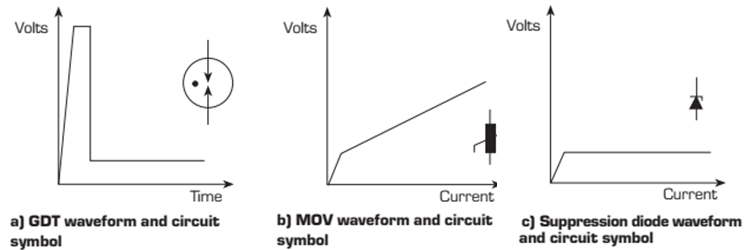 Volts
Time
a) GDT waveform and circuit
symbol
Volts
Current
b) MOV waveform and circuit
symbol
Volts
Current
c) Suppression diode waveform
and circuit symbol